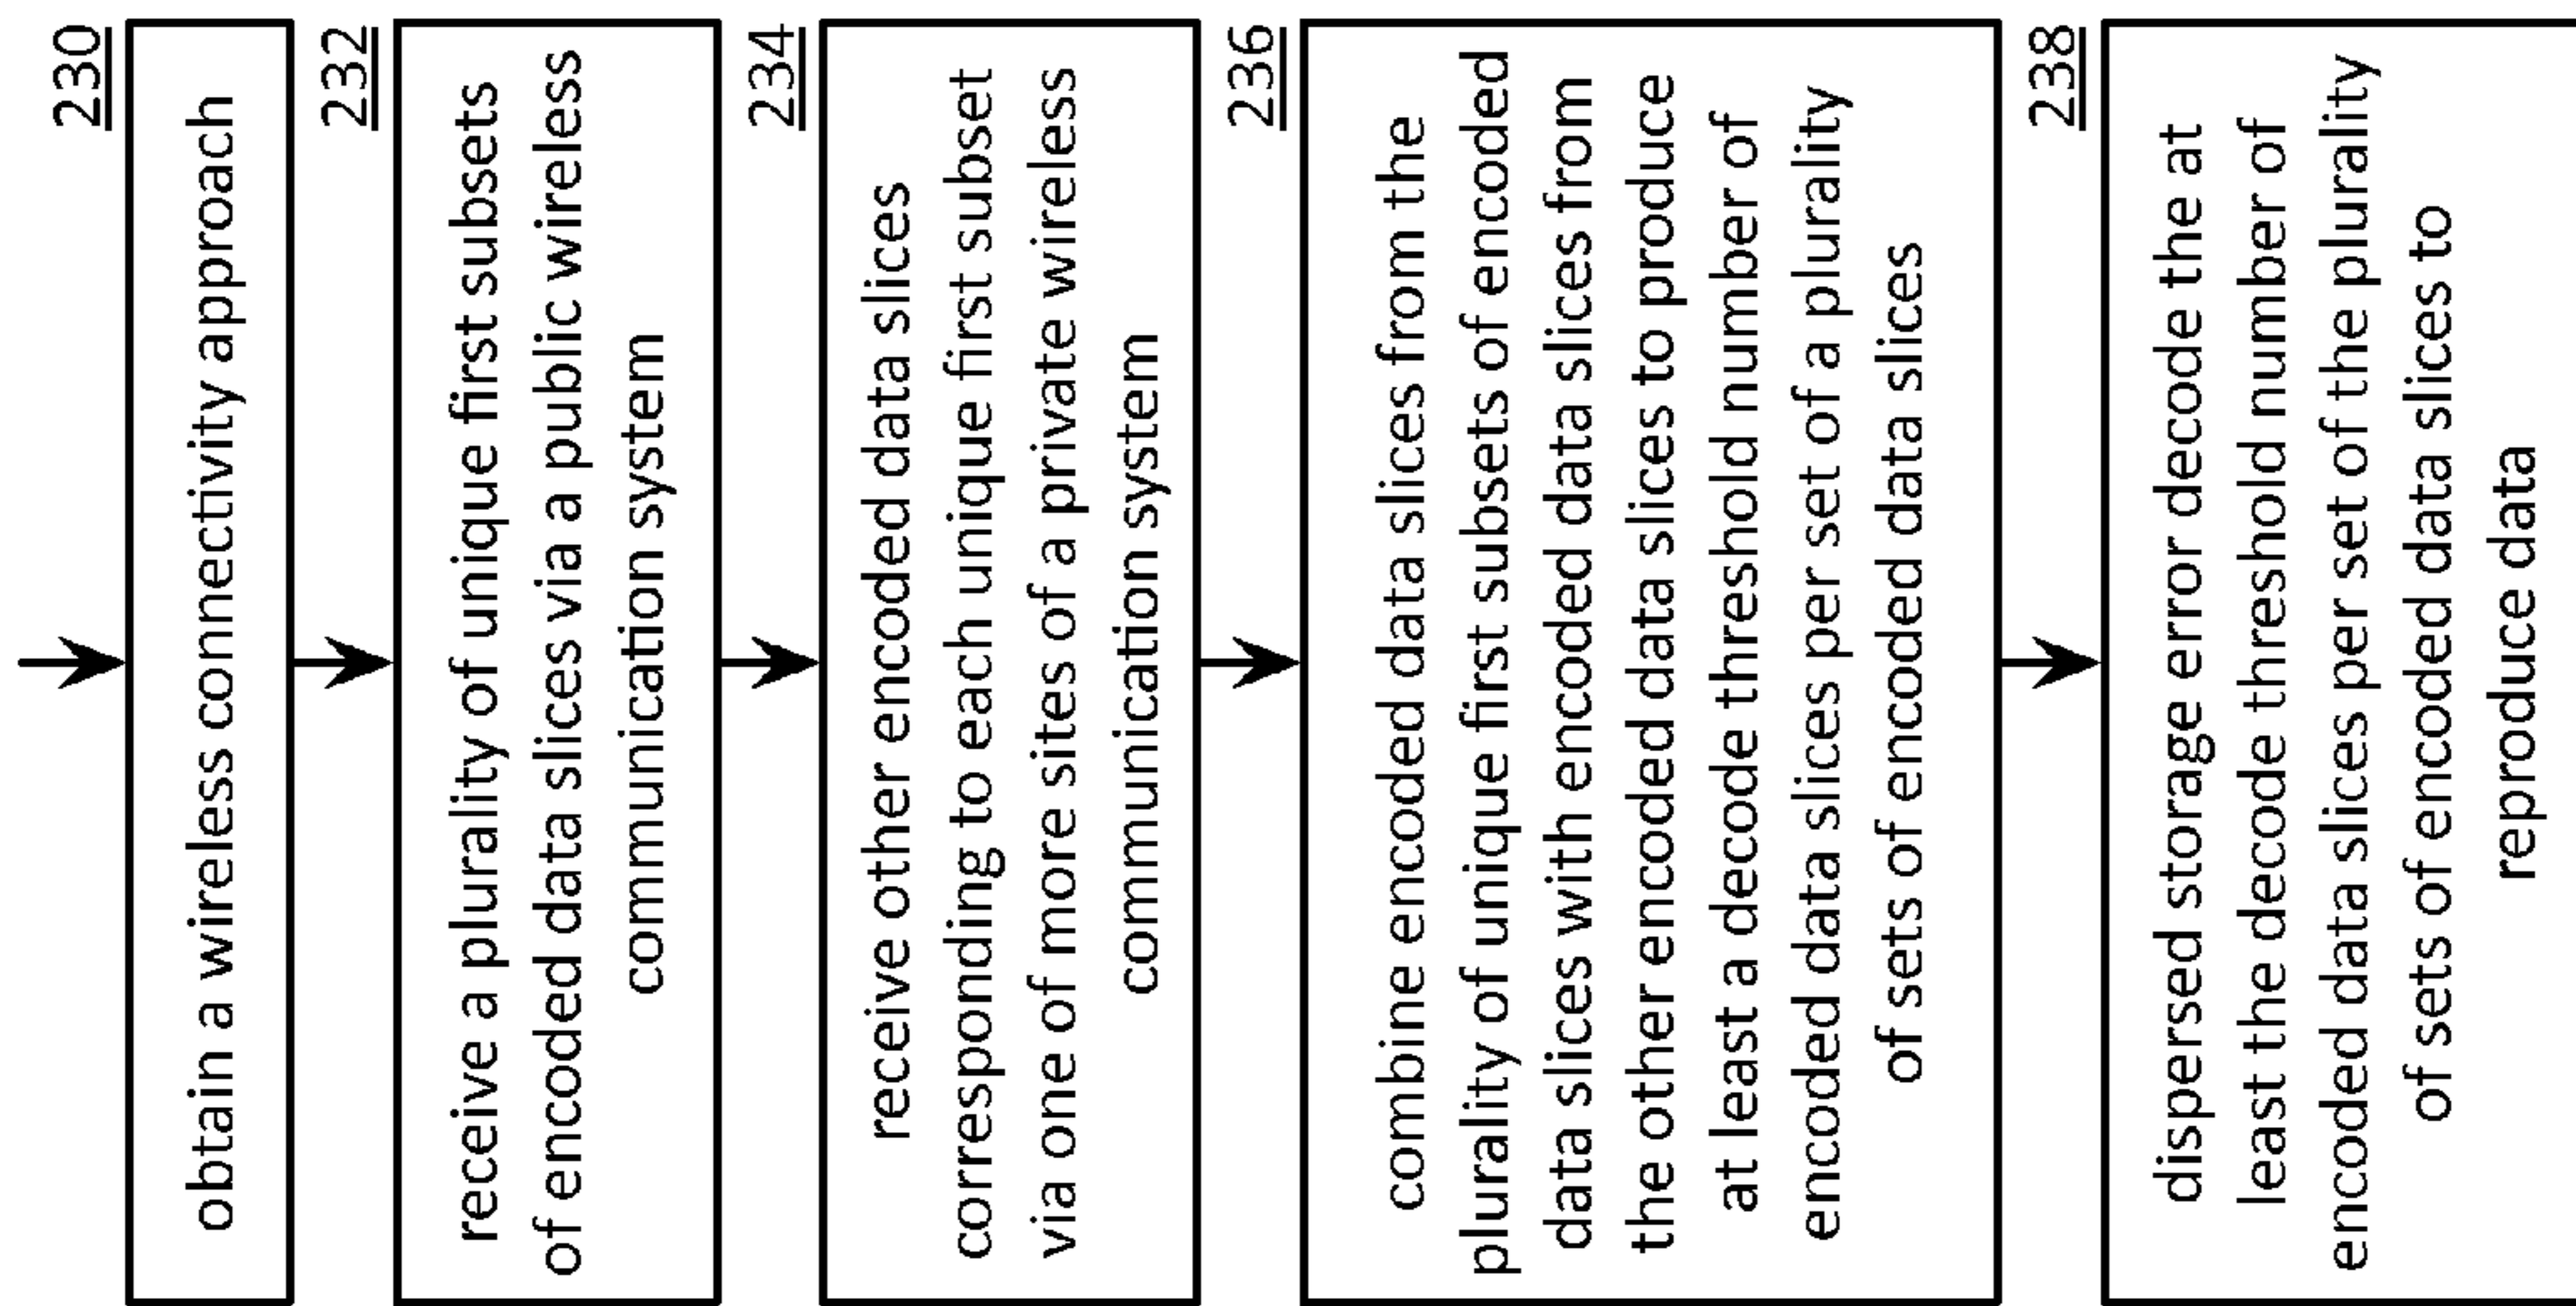 230
obtain a wireless connectivity approach
232
receive a plurality of unique first subsets
of encoded data slices via a public wireless
communication system
234
receive other encoded data slices
corresponding to each unique first subset
via one of more sites of a private wireless
communication system
236
combine encoded data slices from the
plurality of unique first subsets of encoded
data slices with encoded data slices from
the other encoded data slices to produce
at least a decode threshold number of
encoded data slices per set of a plurality
of sets of encoded data slices
238
dispersed storage error decode the at
least the decode threshold number of
encoded data slices per set of the plurality
of sets of encoded data slices to
reproduce data